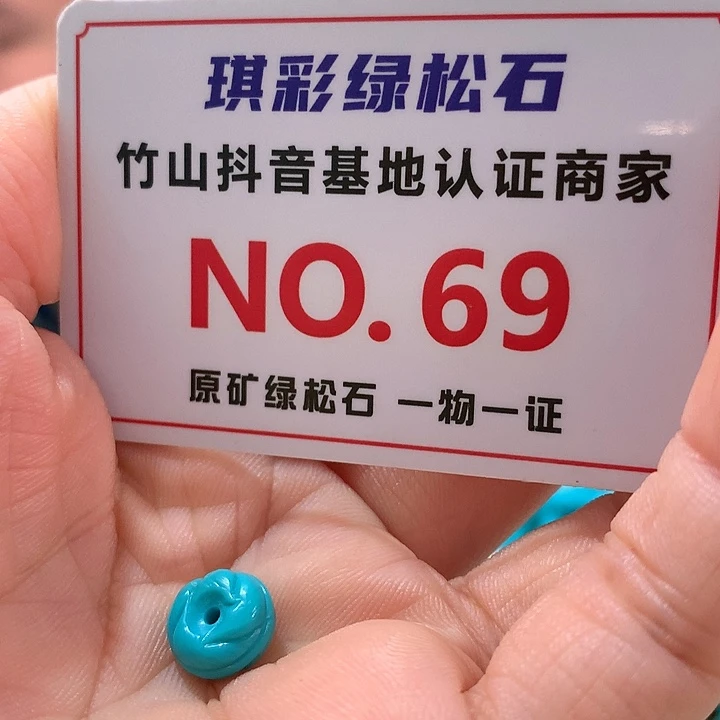 琪彩绿松石
竹山抖音基地认证商家
NO.69
原矿绿松石 一物一证